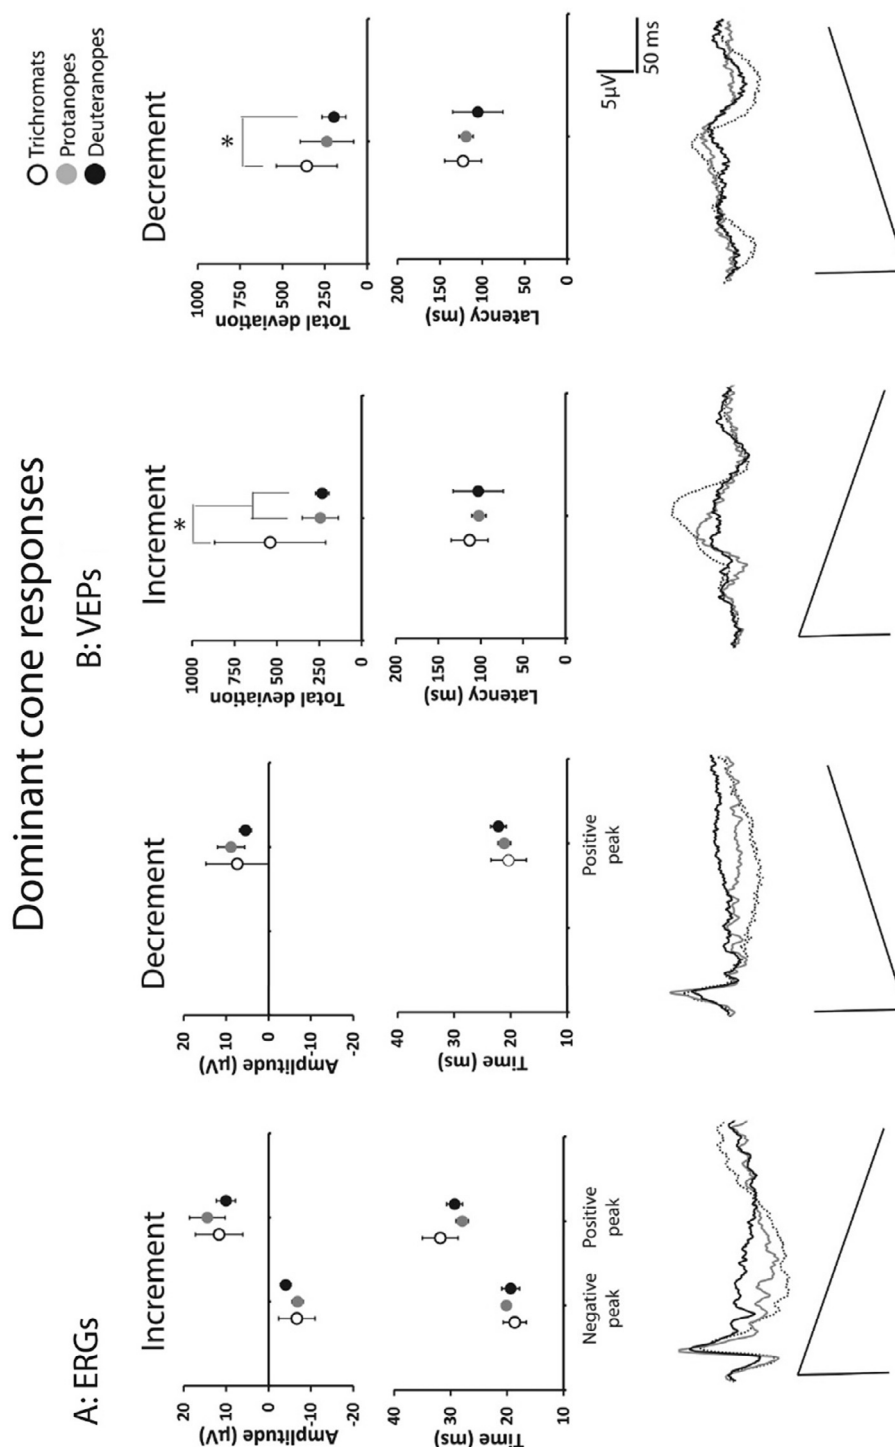 Dominant cone responses
Trichromats
Protanopes
Deuteranopes
A: ERGs
B: VEPs
Increment
Decrement
Increment
Decrement
Amplitude (µV)
20
10
0
-10
-20
Amplitude (µV)
20
10
0
-10
-20
Total deviation
1000
750
500
250
0
*
Total deviation
1000
750
500
250
0
*
Time (ms)
40
30
20
10
Negative peak
Positive peak
Time (ms)
40
30
20
10
Positive peak
Latency (ms)
200
150
100
50
0
Latency (ms)
200
150
100
50
0
5µV
50 ms